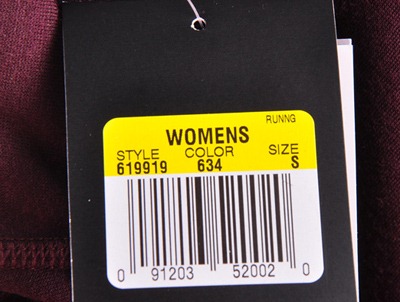 RUNNG
WOMENS
STYLE COLOR SIZE
619919 634 S
0 91203 52002 0